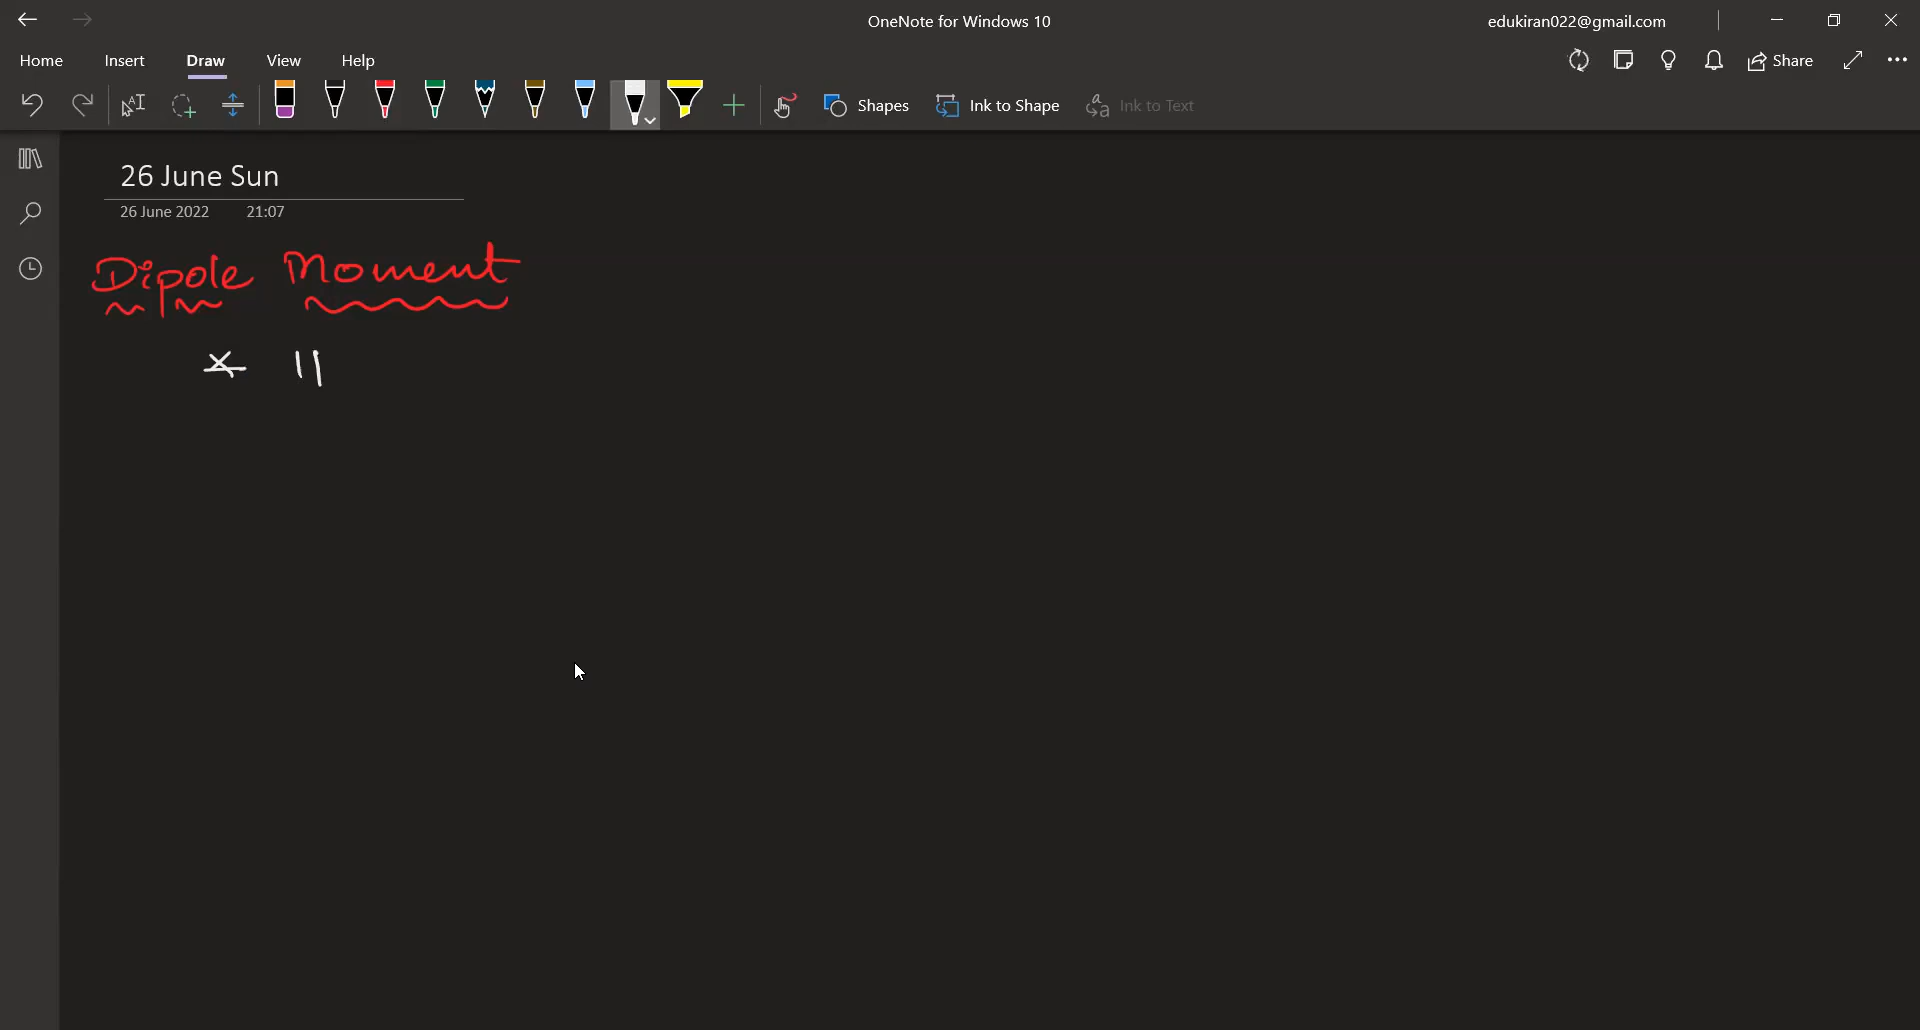 OneNote for Windows 10
edukiran022@gmail.com
Home Insert Draw View Help
Share
Shapes Ink to Shape Ink to Text
26 June Sun
26 June 2022 21:07
Dipole Moment
* ||